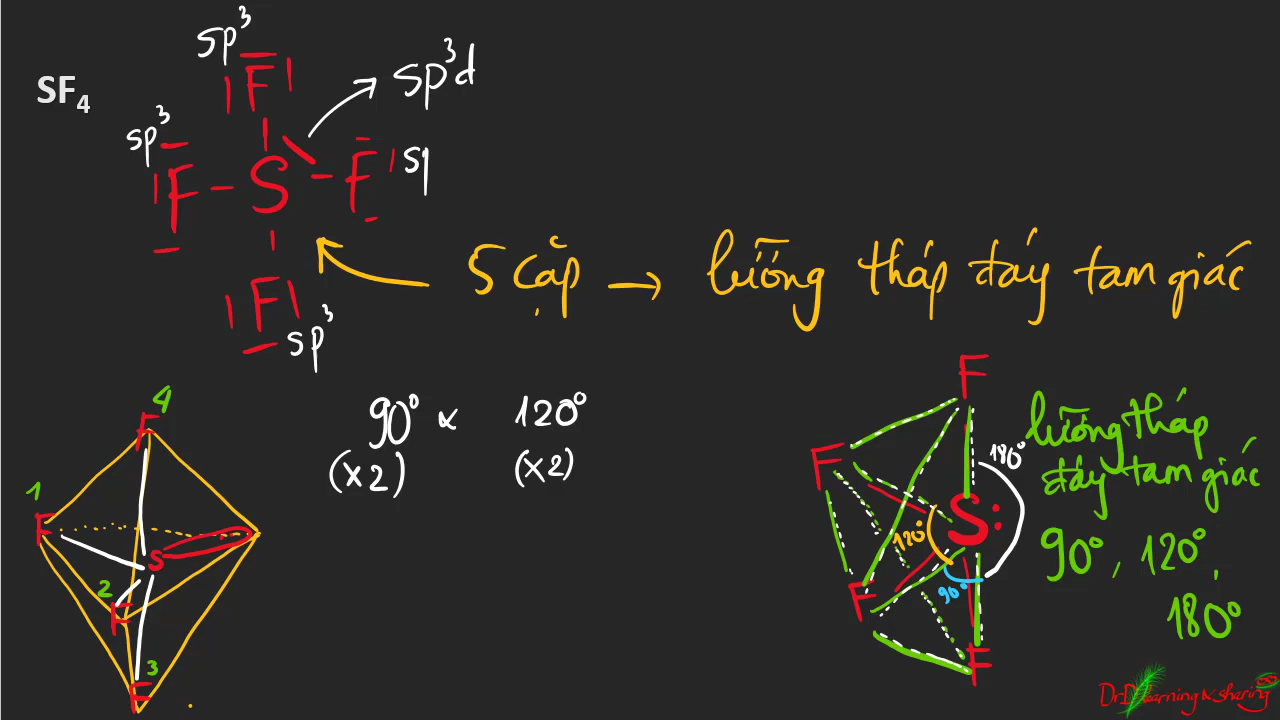 SF₄
sp³
F
sp³d
sp³
F - S - F
sp
F
sp³
5 cặp → lưỡng tháp đáy tam giác
90° & 120°
(x2) (x2)
4
F
1
F
S
2
F
3
F
F
F
S
F
F
180°
120°
90°
lưỡng tháp
đáy tam giác
90°, 120°,
180°
Dr.D learning & sharing